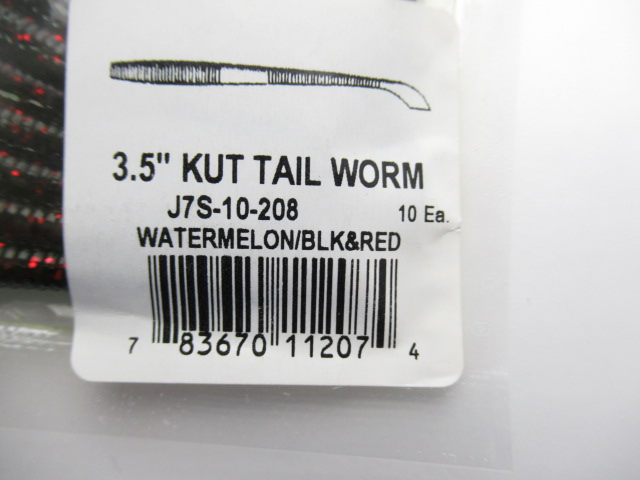 3.5" KUT TAIL WORM
J7S-10-208 10 Ea.
WATERMELON/BLK&RED
7 83670 11207 4